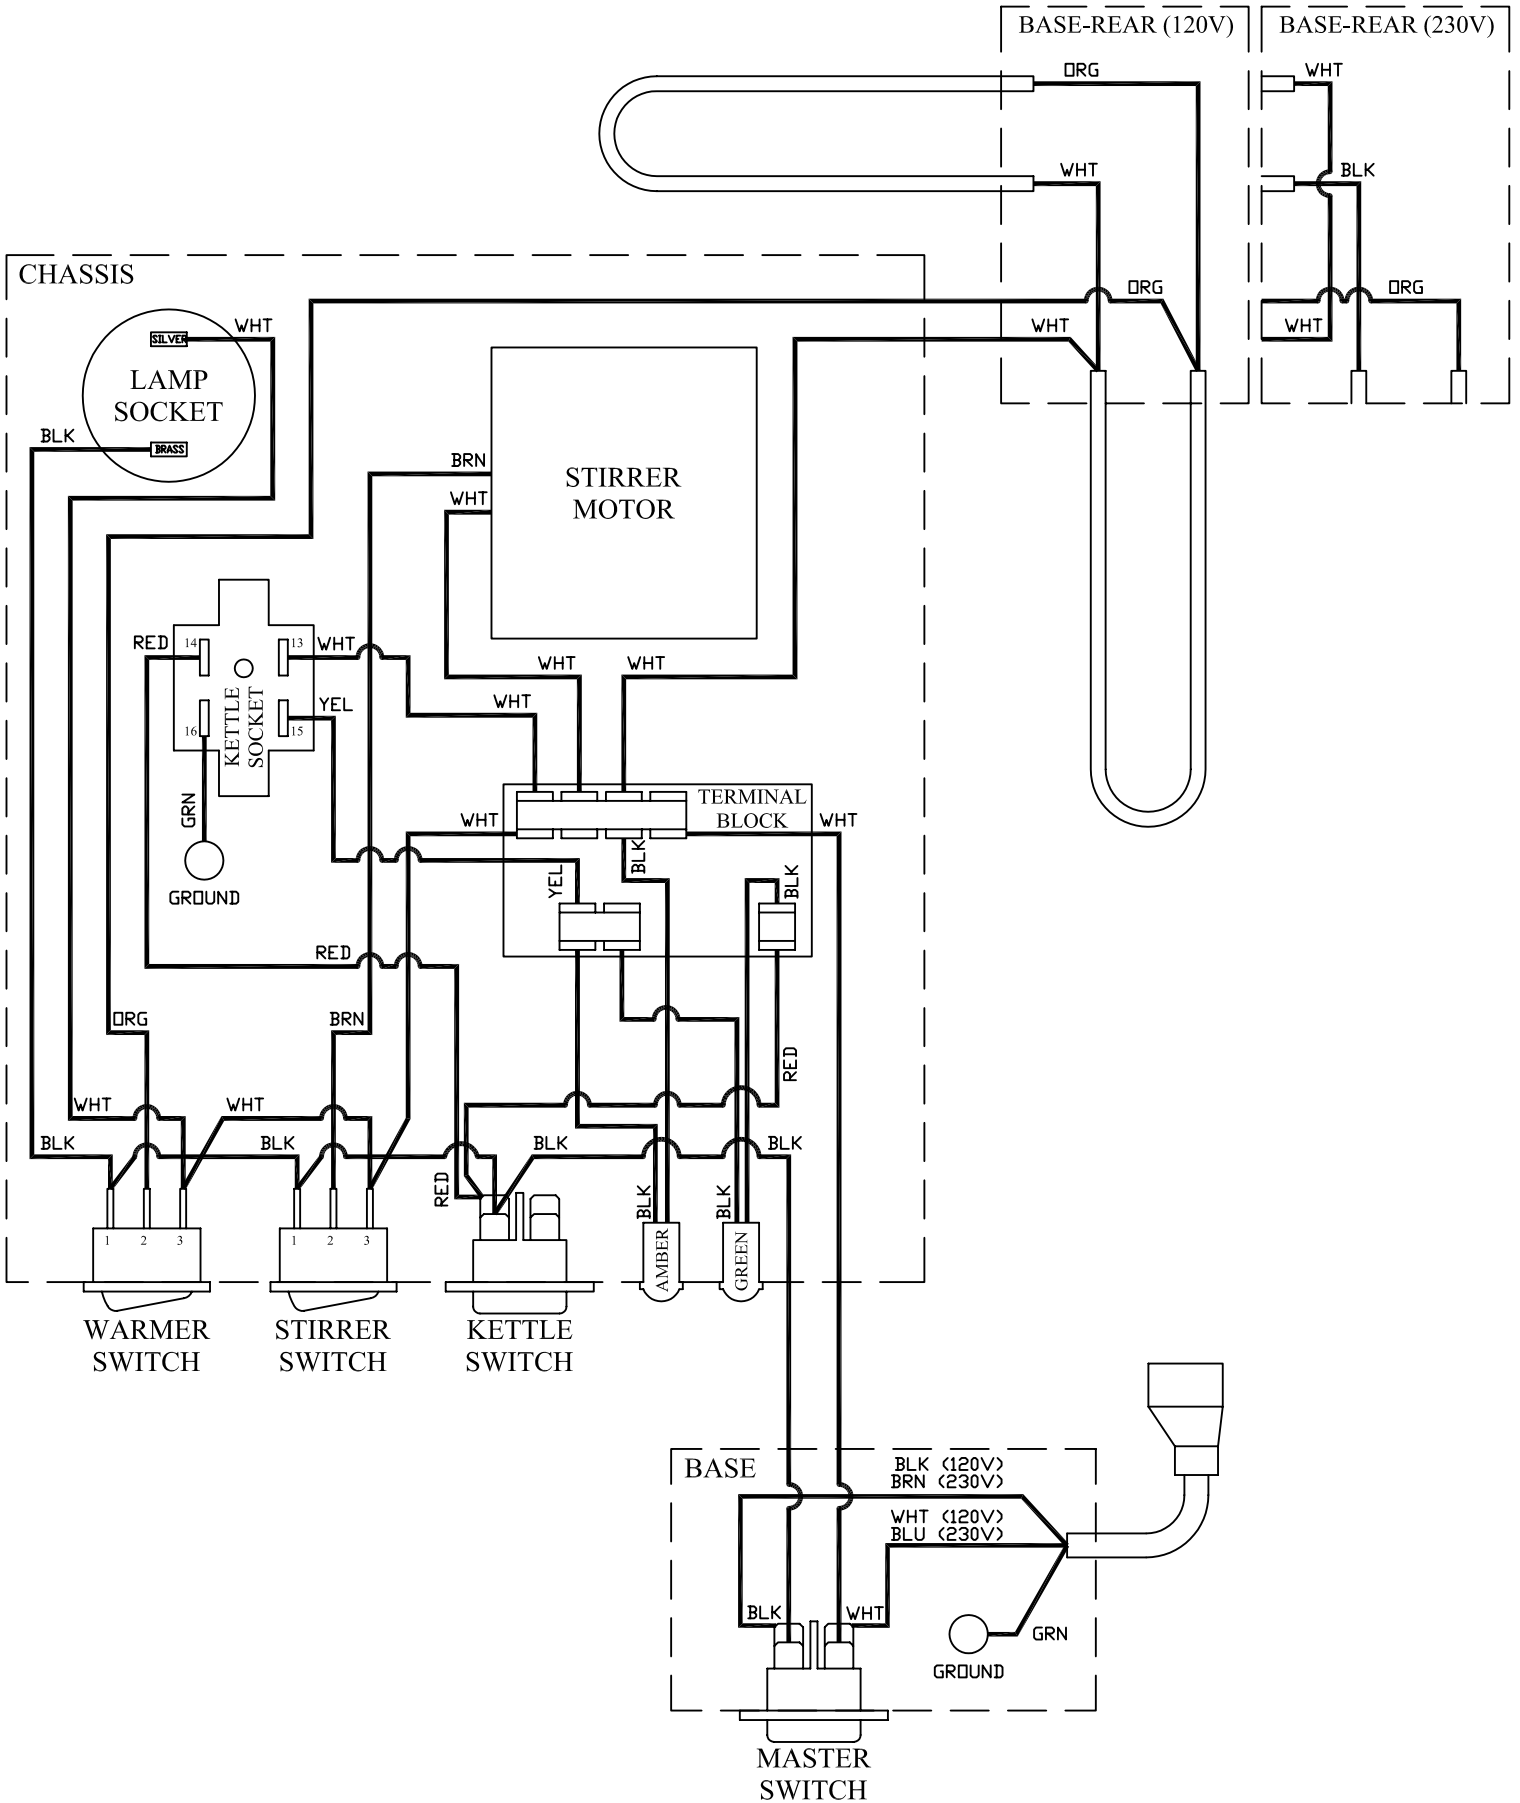 BASE-REAR (120V)
BASE-REAR (230V)
ORG
WHT
WHT
BLK
CHASSIS
ORG
ORG
WHT
WHT
WHT
SILVER
LAMP
SOCKET
BLK
BRASS
BRN
WHT
STIRRER
MOTOR
RED
14
13
WHT
WHT
WHT
KETTLE
SOCKET
YEL
WHT
16
15
GRN
TERMINAL
BLOCK
WHT
WHT
BLK
YEL
BLK
GROUND
RED
ORG
BRN
RED
WHT
WHT
BLK
BLK
BLK
BLK
RED
BLK
BLK
1
2
3
1
2
3
AMBER
GREEN
WARMER
SWITCH
STIRRER
SWITCH
KETTLE
SWITCH
BASE
BLK (120V)
BRN (230V)
WHT (120V)
BLU (230V)
BLK
WHT
GRN
GROUND
MASTER
SWITCH